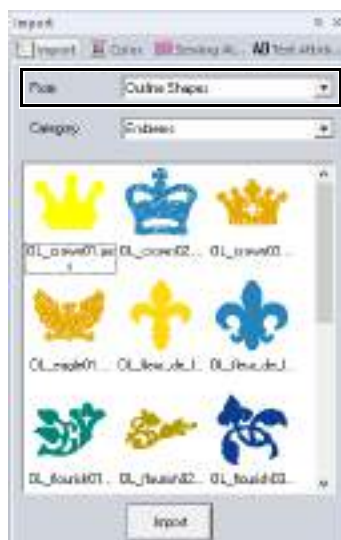 Import
Import Color Sewing At... Text Attrib...
From Outline Shapes
Category Emblems
OL_crown01.pe
s OL_crown02... OL_crown03...
OL_eagle01... OL_fleur_de_l... OL_fleur_de_l...
OL_flourish01... OL_flourish02... OL_flourish03...
Import